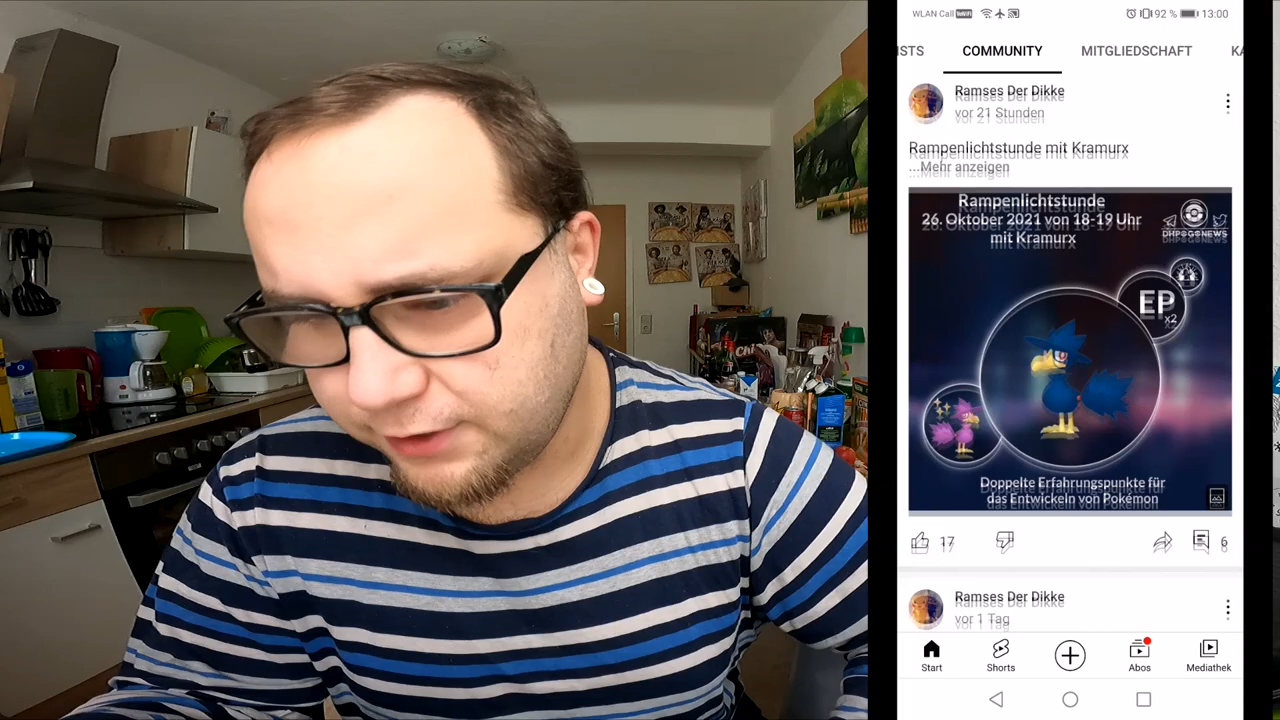 WLAN Call VoWiFi 92 % 13:00
STS COMMUNITY MITGLIEDSCHAFT KA
Ramses Der Dikke
vor 21 Stunden
Rampenlichtstunde mit Kramurx
...Mehr anzeigen
Rampenlichtstunde
26. Oktober 2021 von 18-19 Uhr
mit Kramurx
DHPOGONEWS
EP
x2
Doppelte Erfahrungspunkte für
das Entwickeln von Pokémon
17 6
Ramses Der Dikke
vor 1 Tag
Start Shorts Abos Mediathek